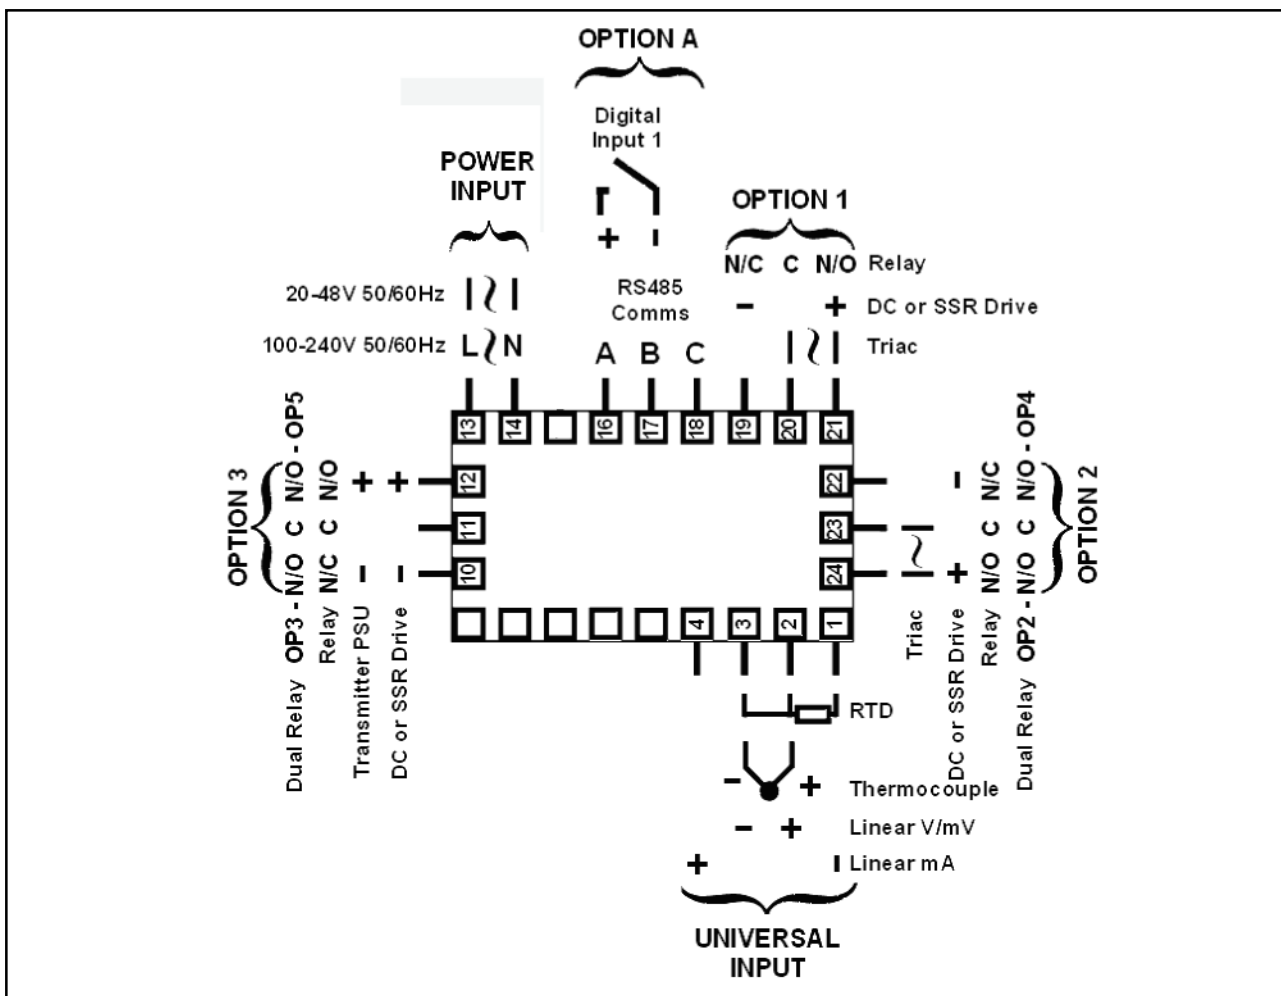 OPTION A
Digital
Input 1
+ -
POWER
INPUT
OPTION 1
N/C C N/O Relay
- + DC or SSR Drive
Triac
20-48V 50/60Hz
100-240V 50/60Hz L N
RS485
Comms
A B C
13 14 16 17 18 19 20 21
12 22
11 23
10 24
4 3 2 1
OPTION 3
Dual Relay OP3 - N/O C N/O - OP5
Relay N/C C N/O
Transmitter PSU - +
DC or SSR Drive - +
Triac
DC or SSR Drive + -
Relay N/O C N/C
Dual Relay OP2 - N/O C N/O - OP4
OPTION 2
RTD
- + Thermocouple
- + Linear V/mV
+ - Linear mA
UNIVERSAL
INPUT